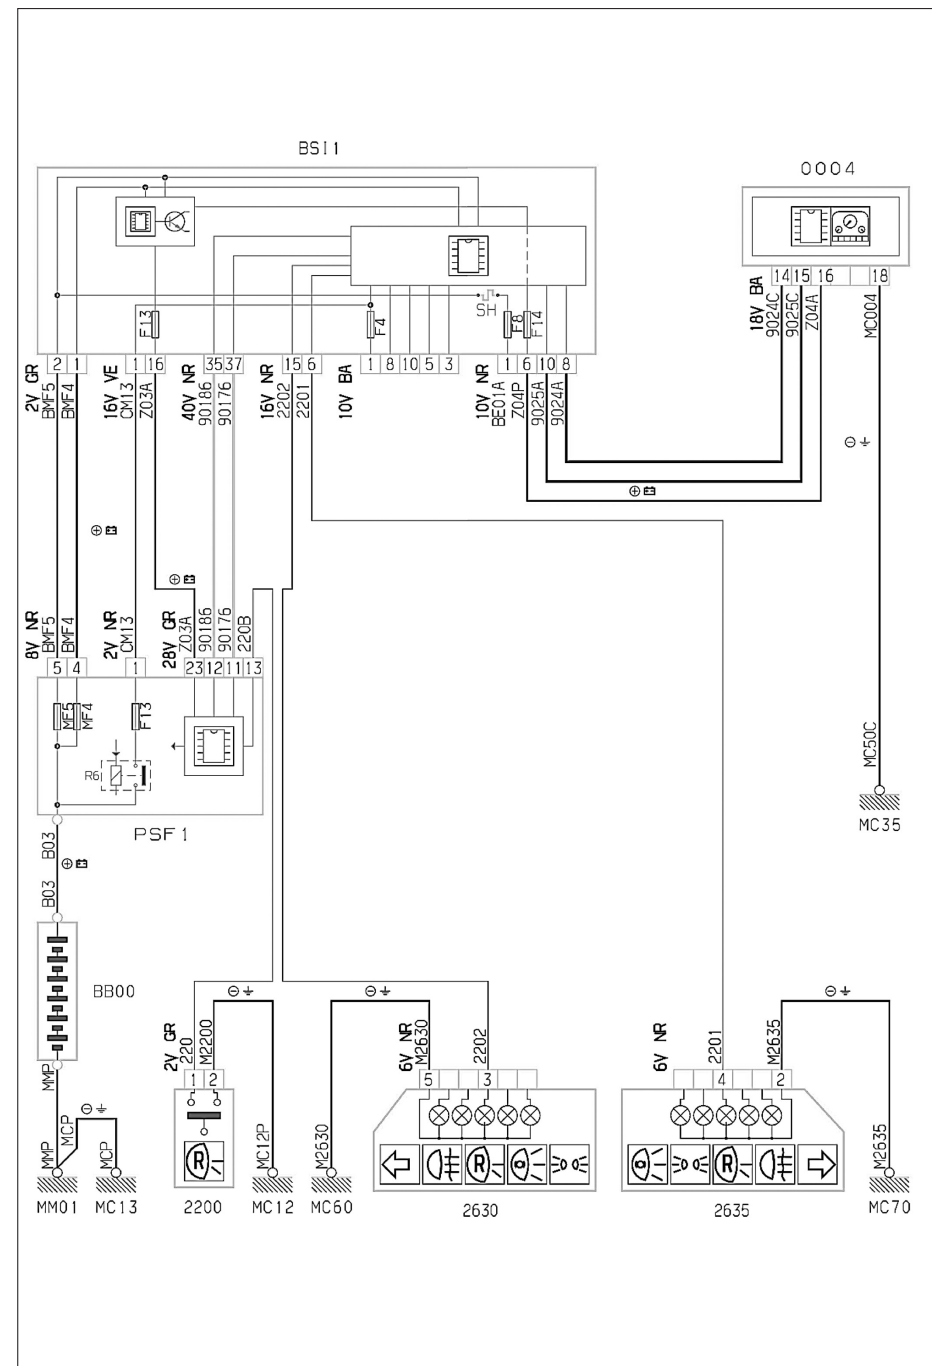 BSI1
0004
F13
F4
SH
F8
F14
14 15 16 18
2 1 1 16 35 37 15 6 1 8 10 5 3 1 6 10 8
2V GR
BMF5
BMF4
16V VE
CM13
Z03A
40V NR
90186
90176
16V NR
2202
2201
10V BA
10V NR
BE01A
Z04P
9025A
9024A
18V BA
9024C
9025C
Z04A
MC004
8V NR
BMF5
BMF4
2V NR
CM13
28V GR
Z03A
90186
90176
220B
5 4 1 23 12 11 13
MF5
MF4
F13
R6
PSF1
MC50C
MC35
B03
B03
BB00
MMP
MMP
MCP
MCP
2V GR
220
M2200
MC12P
M2630
6V NR
M2630
2202
6V NR
2201
M2635
M2635
1 2 5 3 4 2
R
R
R
MM01 MC13 2200 MC12 MC60 2630 2635 MC70